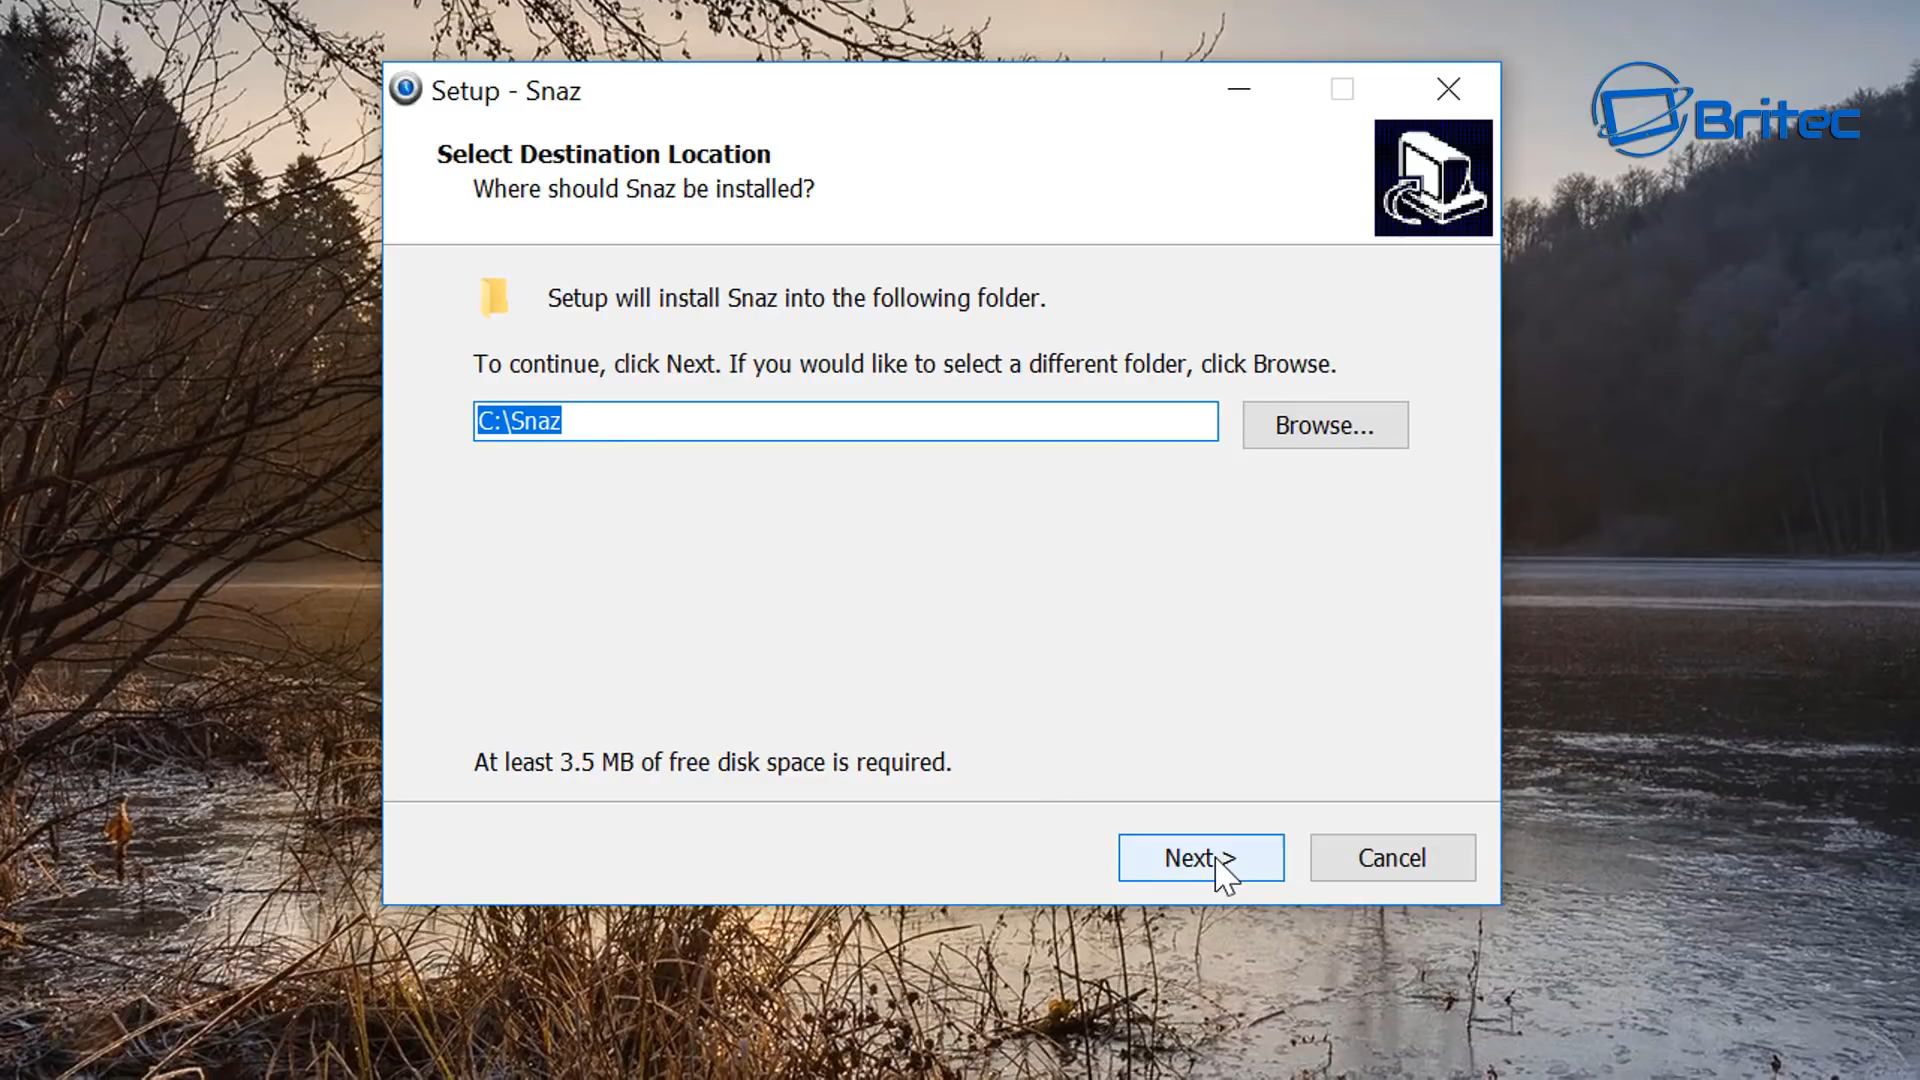 Setup - Snaz
Britec
Select Destination Location
Where should Snaz be installed?
Setup will install Snaz into the following folder.
To continue, click Next. If you would like to select a different folder, click Browse.
C:\Snaz
Browse...
At least 3.5 MB of free disk space is required.
Next >
Cancel